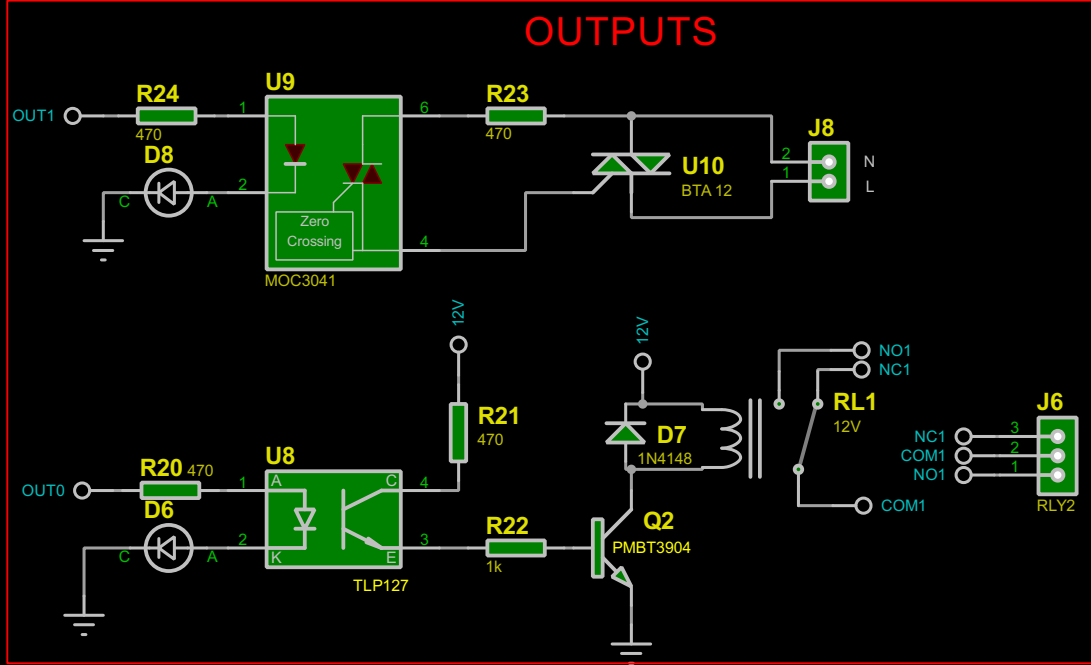 OUTPUTS
OUT1
R24
470
D8
C
A
1
2
U9
Zero
Crossing
MOC3041
6
4
R23
470
U10
BTA 12
J8
2
1
N
L
OUT0
R20
470
D6
C
A
1
2
U8
A
K
C
E
TLP127
4
3
12V
R21
470
R22
1k
12V
D7
1N4148
Q2
PMBT3904
NO1
NC1
RL1
12V
COM1
J6
NC1
COM1
NO1
3
2
1
RLY2